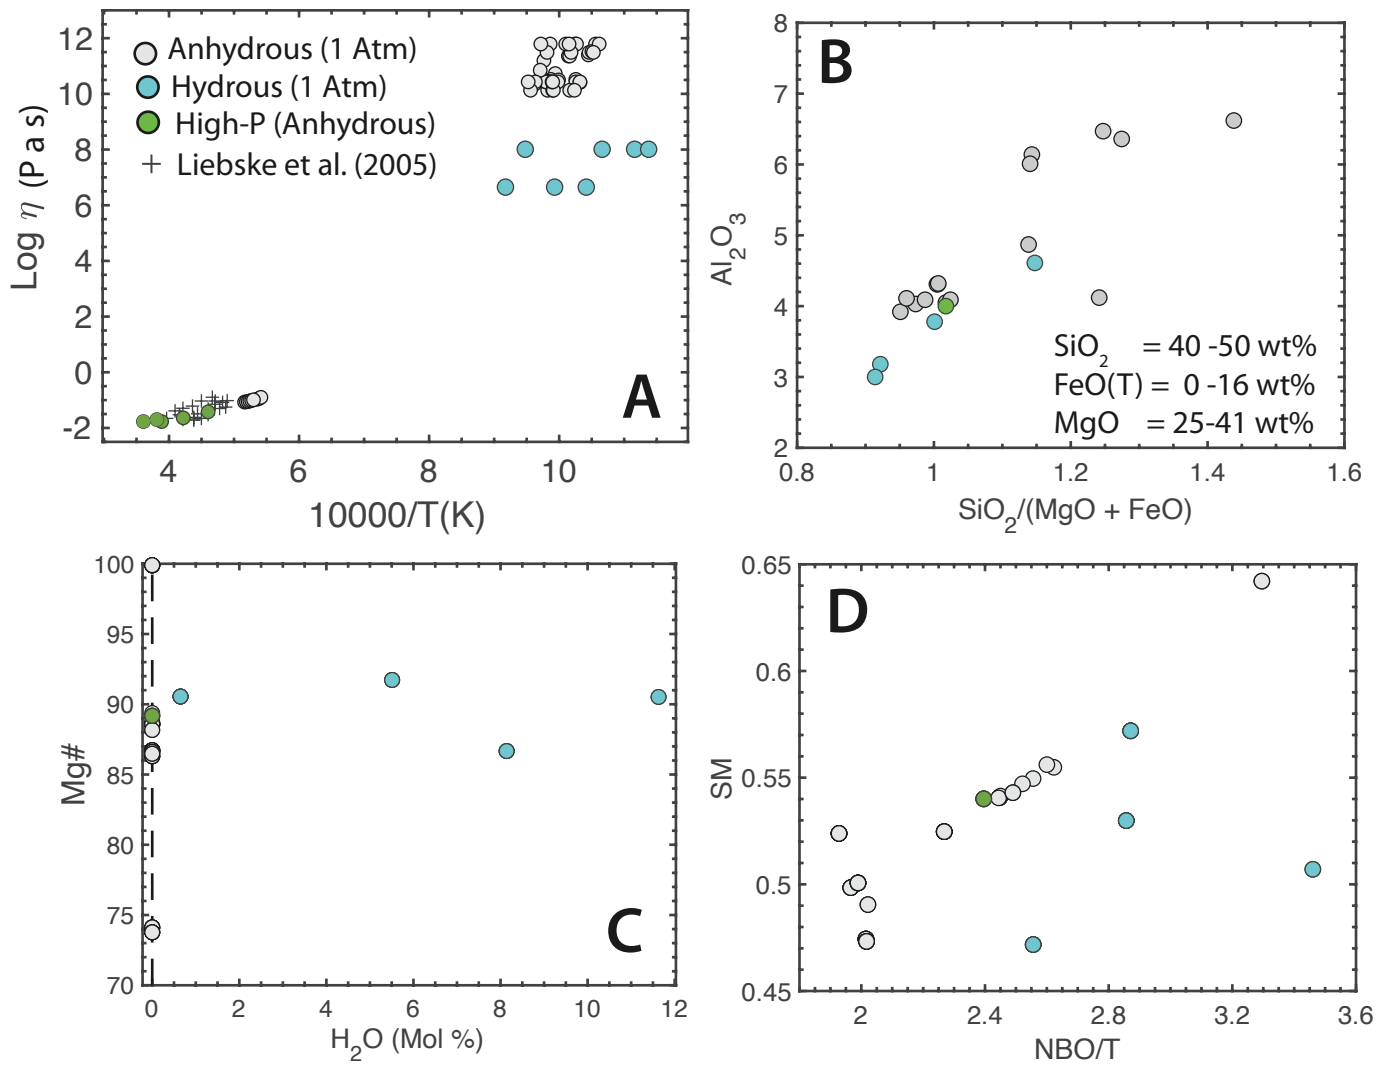 12
10
8
6
4
2
0
-2
Log η (P a s)
Anhydrous (1 Atm)
Hydrous (1 Atm)
High-P (Anhydrous)
Liebske et al. (2005)
A
4 6 8 10
10000/T(K)
8
7
6
5
4
3
2
Al2O3
B
SiO2 = 40 -50 wt%
FeO(T) = 0 -16 wt%
MgO = 25-41 wt%
0.8 1 1.2 1.4 1.6
SiO2/(MgO + FeO)
100
95
90
85
80
75
70
Mg#
C
0 2 4 6 8 10 12
H2O (Mol %)
0.65
0.6
0.55
0.5
0.45
SM
D
2 2.4 2.8 3.2 3.6
NBO/T